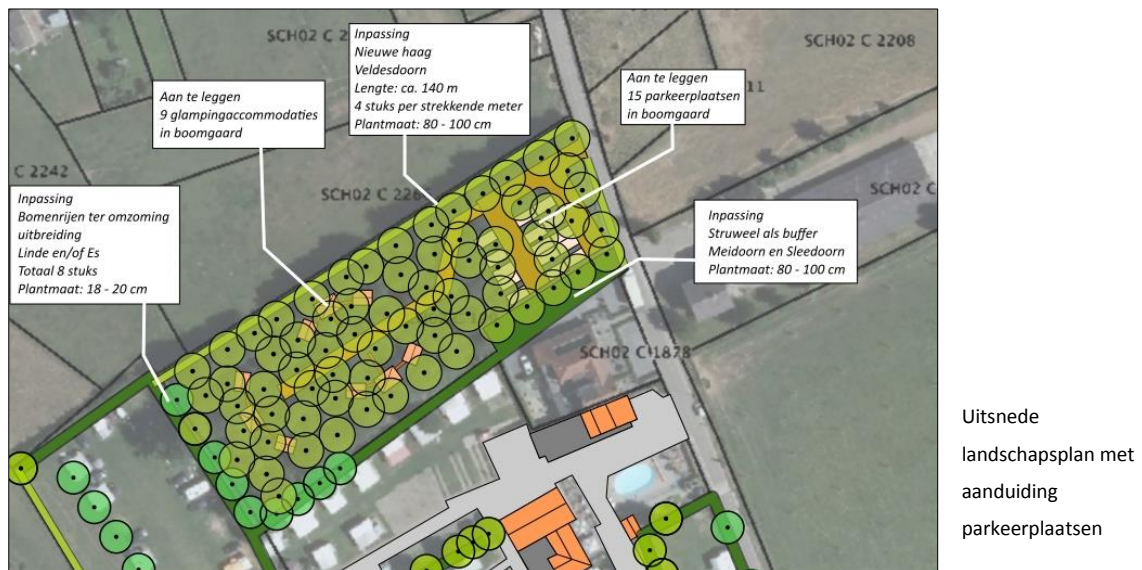 SCH02 C 2
Inpassing
Nieuwe haag
Veldesdoorn
Lengte: ca. 140 m
4 stuks per strekkende meter
Plantmaat: 80 - 100 cm
SCH02 C 2208
Aan te leggen
9 glampingaccommodaties
in boomgaard
Aan te leggen
15 parkeerplaatsen
in boomgaard
11
C 2242
SCH02 C 226
SCH02 C
Inpassing
Bomenrijen ter omzoming
uitbreiding
Linde en/of Es
Totaal 8 stuks
Plantmaat: 18 - 20 cm
Inpassing
Struweel als buffer
Meidoorn en Sleedoorn
Plantmaat: 80 - 100 cm
SCH02 C 1878
Uitsnede
landschapsplan met
aanduiding
parkeerplaatsen